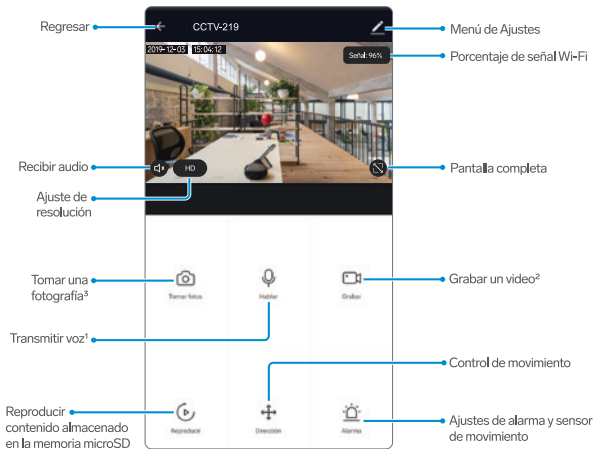 Regresar
CCTV-219
Menú de Ajustes
2019-12-03 15:04:12
Señal: 96%
Porcentaje de señal Wi-Fi
Recibir audio
HD
Pantalla completa
Ajuste de
resolución
Tomar una
fotografía³
Tomar fotos
Hablar
Grabar
Grabar un video²
Transmitir voz¹
Control de movimiento
Reproducir
contenido almacenado
en la memoria microSD
Reproducir
Dirección
Alarma
Ajustes de alarma y sensor
de movimiento